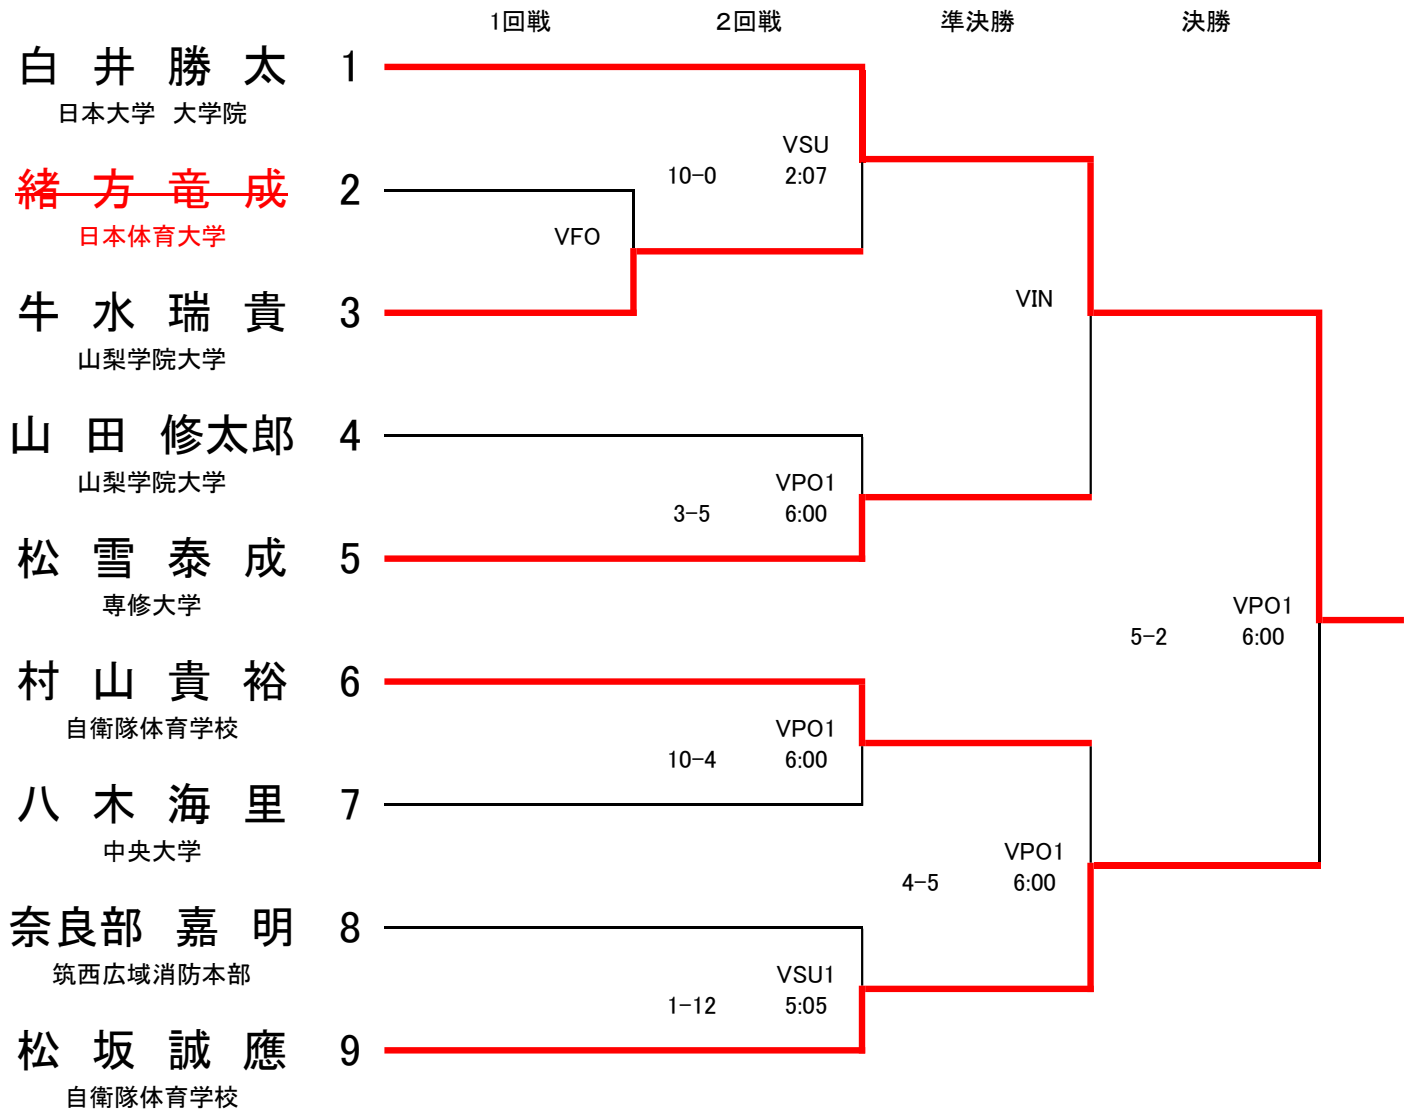 1回戦 2回戦 準決勝 決勝
白 井 勝 太 1
日本大学 大学院
VSU
10-0 2:07
緒 方 竜 成 2
日本体育大学
VFO
牛 水 瑞 貴 3
VIN
山梨学院大学
山 田 修太郎 4
山梨学院大学
VPO1
3-5 6:00
松 雪 泰 成 5
専修大学
VPO1
5-2 6:00
村 山 貴 裕 6
自衛隊体育学校
VPO1
10-4 6:00
八 木 海 里 7
中央大学
VPO1
4-5 6:00
奈良部 嘉 明 8
筑西広域消防本部
VSU1
1-12 5:05
松 坂 誠 應 9
自衛隊体育学校